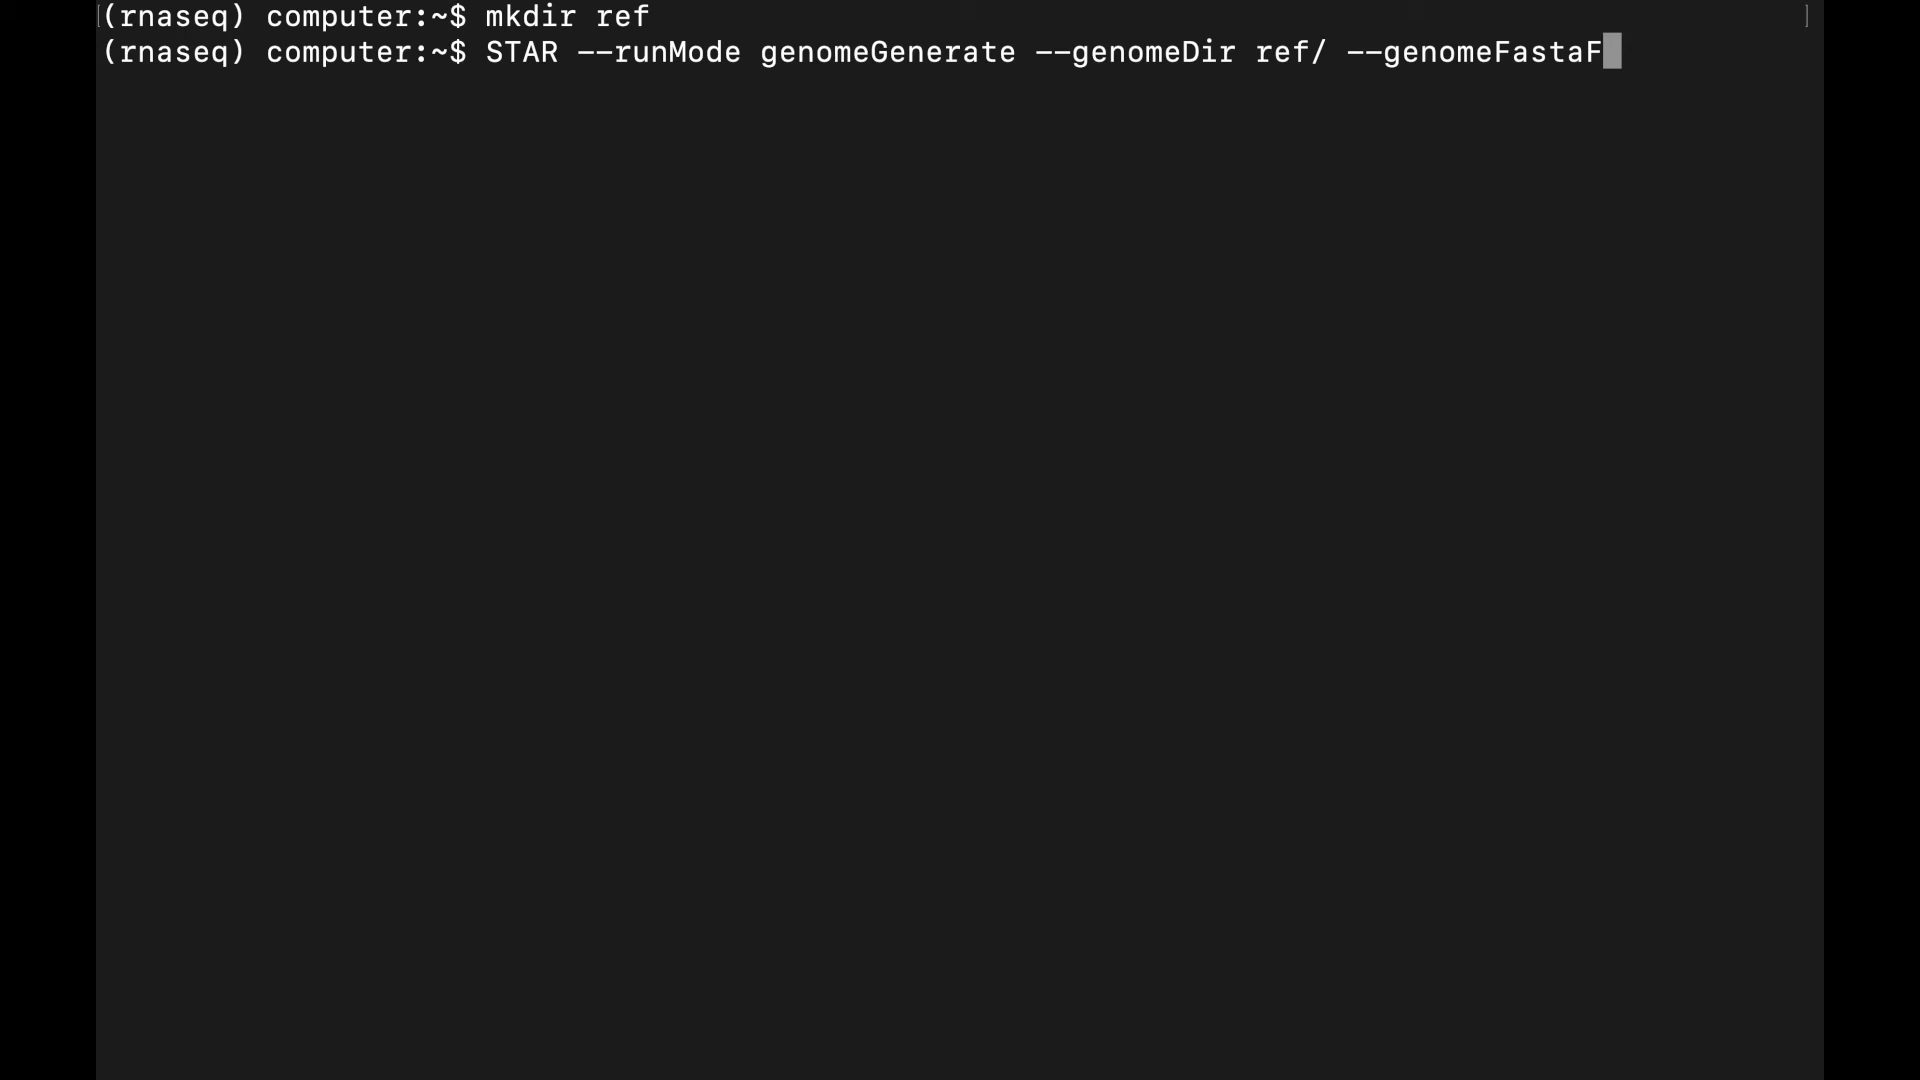 (rnaseq) computer:~$ mkdir ref
(rnaseq) computer:~$ STAR --runMode genomeGenerate --genomeDir ref/ --genomeFastaF